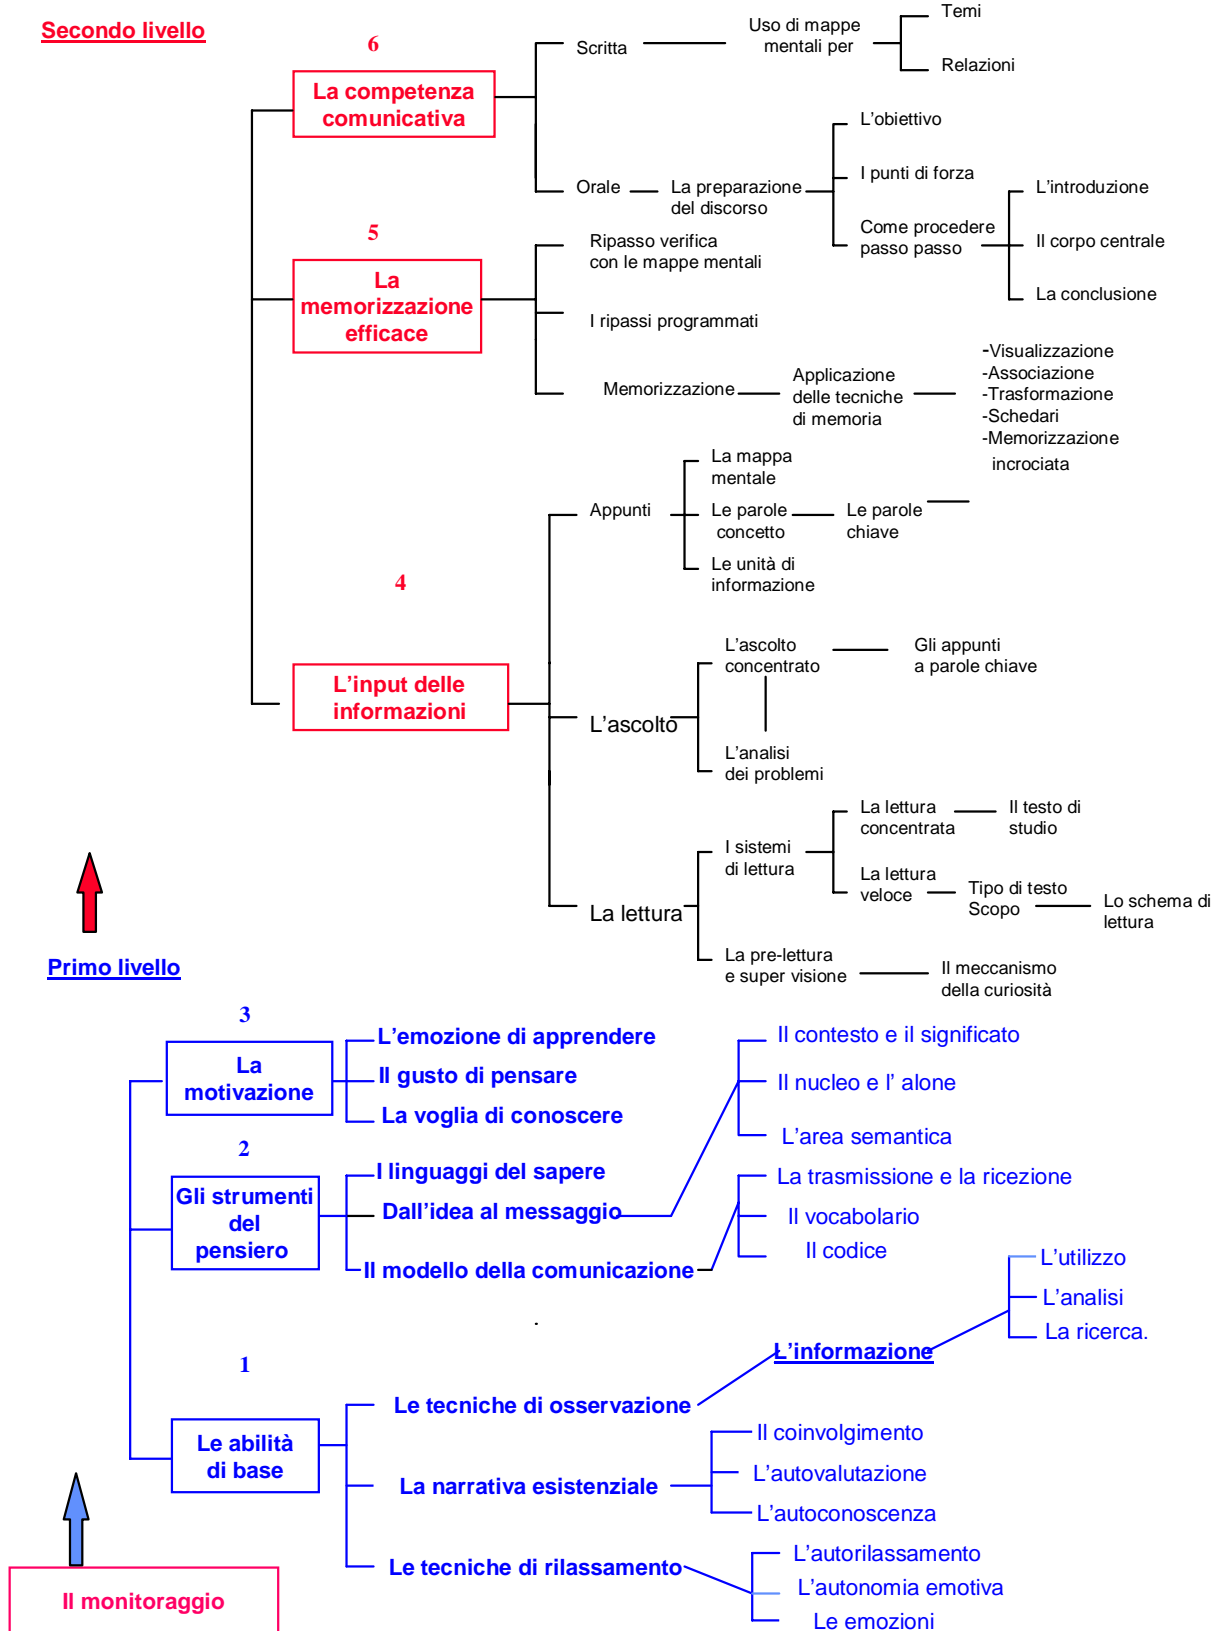 Secondo livello
6
La competenza
comunicativa
Scritta
Uso di mappe
mentali per
Temi
Relazioni
Orale
La preparazione
del discorso
L'obiettivo
I punti di forza
Come procedere
passo passo
L'introduzione
Il corpo centrale
La conclusione
5
La
memorizzazione
efficace
Ripasso verifica
con le mappe mentali
I ripassi programmati
Memorizzazione
Applicazione
delle tecniche
di memoria
-Visualizzazione
-Associazione
-Trasformazione
-Schedari
-Memorizzazione
incrociata
4
L'input delle
informazioni
Appunti
La mappa
mentale
Le parole
concetto
Le parole
chiave
Le unità di
informazione
L'ascolto
L'ascolto
concentrato
Gli appunti
a parole chiave
L'analisi
dei problemi
La lettura
I sistemi
di lettura
La lettura
concentrata
Il testo di
studio
La lettura
veloce
Tipo di testo
Scopo
Lo schema di
lettura
La pre-lettura
e super visione
Il meccanismo
della curiosità
Primo livello
3
La
motivazione
L'emozione di apprendere
Il gusto di pensare
La voglia di conoscere
2
Gli strumenti
del
pensiero
I linguaggi del sapere
Dall'idea al messaggio
Il contesto e il significato
Il nucleo e l' alone
L'area semantica
Il modello della comunicazione
La trasmissione e la ricezione
Il vocabolario
Il codice
.
1
Le abilità
di base
Le tecniche di osservazione
L'informazione
L'utilizzo
L'analisi
La ricerca.
La narrativa esistenziale
Il coinvolgimento
L'autovalutazione
L'autoconoscenza
Le tecniche di rilassamento
L'autorilassamento
L'autonomia emotiva
Le emozioni
Il monitoraggio